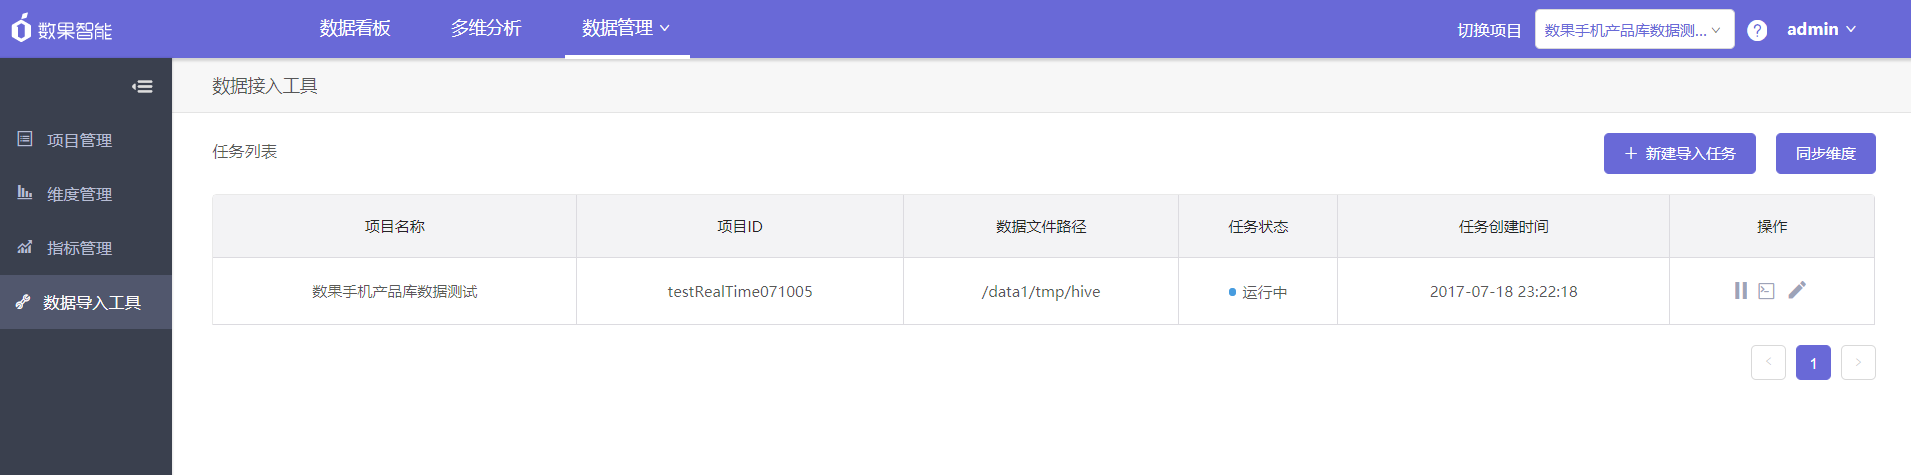 数果智能 数据看板 多维分析 数据管理 切换项目 数果手机产品库数据测... ? admin
数据接入工具
项目管理
维度管理
指标管理
数据导入工具
任务列表 + 新建导入任务 同步维度
项目名称 项目ID 数据文件路径 任务状态 任务创建时间 操作
数果手机产品库数据测试 testRealTime071005 /data1/tmp/hive 运行中 2017-07-18 23:22:18
< 1 >